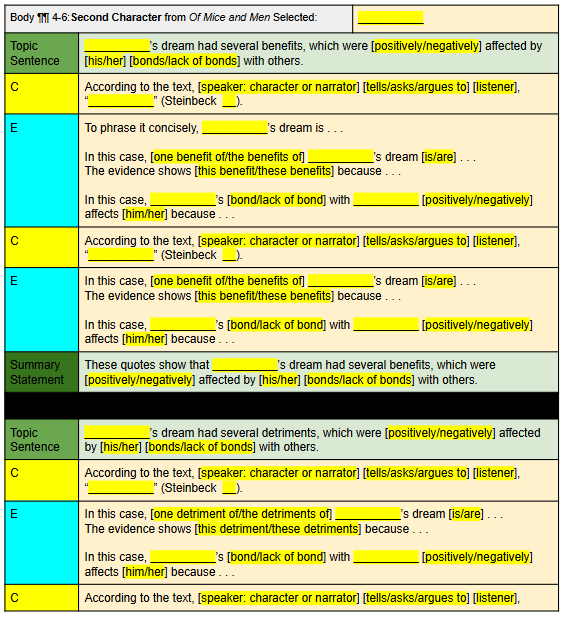 Body ¶¶ 4-6: Second Character from Of Mice and Men Selected: __________
Topic Sentence
__________'s dream had several benefits, which were [positively/negatively] affected by
[his/her] [bonds/lack of bonds] with others.
C
According to the text, [speaker: character or narrator] [tells/asks/argues to] [listener],
“__________” (Steinbeck __).
E
To phrase it concisely, __________'s dream is . . .
In this case, [one benefit of/the benefits of] __________'s dream [is/are] . . .
The evidence shows [this benefit/these benefits] because . . .
In this case, __________'s [bond/lack of bond] with __________ [positively/negatively]
affects [him/her] because . . .
C
According to the text, [speaker: character or narrator] [tells/asks/argues to] [listener],
“__________” (Steinbeck __).
E
In this case, [one benefit of/the benefits of] __________'s dream [is/are] . . .
The evidence shows [this benefit/these benefits] because . . .
In this case, __________'s [bond/lack of bond] with __________ [positively/negatively]
affects [him/her] because . . .
Summary
Statement
These quotes show that __________'s dream had several benefits, which were
[positively/negatively] affected by [his/her] [bonds/lack of bonds] with others.
Topic
Sentence
__________'s dream had several detriments, which were [positively/negatively] affected
by [his/her] [bonds/lack of bonds] with others.
C
According to the text, [speaker: character or narrator] [tells/asks/argues to] [listener],
“__________” (Steinbeck __).
E
In this case, [one detriment of/the detriments of] __________'s dream [is/are] . . .
The evidence shows [this detriment/these detriments] because . . .
In this case, __________'s [bond/lack of bond] with __________ [positively/negatively]
affects [him/her] because . . .
C
According to the text, [speaker: character or narrator] [tells/asks/argues to] [listener],